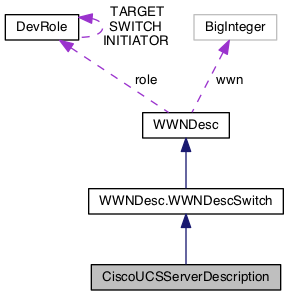 TARGET
SWITCH
INITIATOR
DevRole
BigInteger
role
wwn
WWNDesc
WWNDesc.WWNDescSwitch
CiscoUCSServerDescription